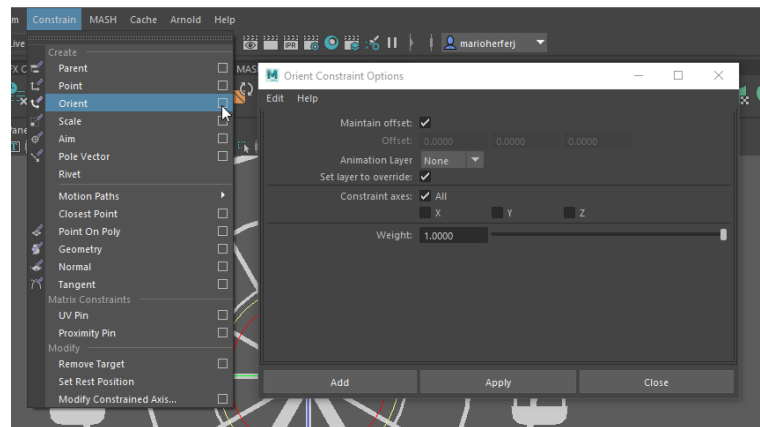 Constrain MASH Cache Arnold Help
IPR
marioherferj
Create
Parent
Point
Orient
Scale
Aim
Pole Vector
Rivet
Motion Paths
Closest Point
Point On Poly
Geometry
Normal
Tangent
Matrix Constraints
UV Pin
Proximity Pin
Modify
Remove Target
Set Rest Position
Modify Constrained Axis...
MAS
M Orient Constraint Options
Edit Help
Maintain offset:
Offset: 0.0000 0.0000 0.0000
Animation Layer None
Set layer to override:
Constraint axes: All
X Y Z
Weight: 1.0000
Add Apply Close